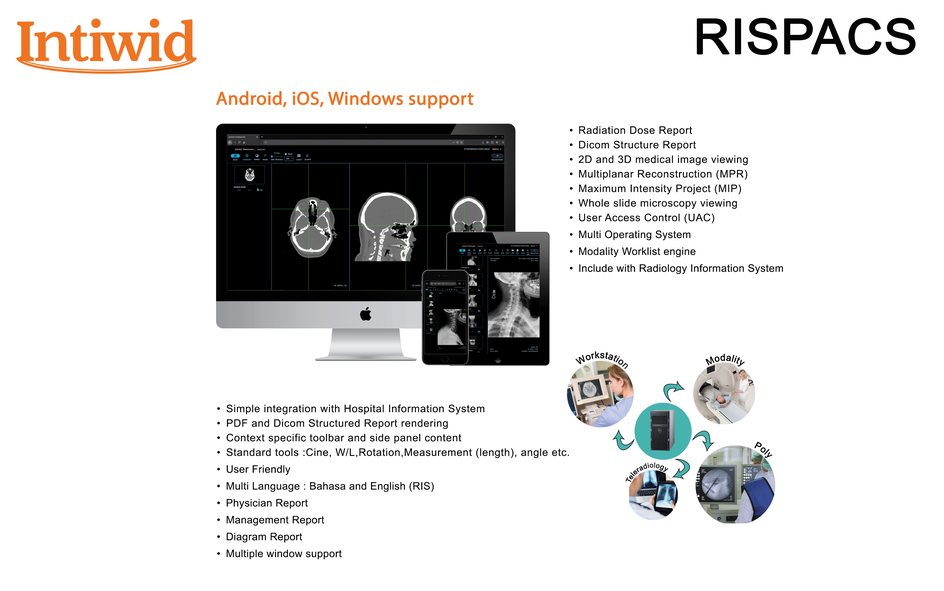 Intiwid
RISPACS
Android, iOS, Windows support
• Radiation Dose Report
• Dicom Structure Report
• 2D and 3D medical image viewing
• Multiplanar Reconstruction (MPR)
• Maximum Intensity Project (MIP)
• Whole slide microscopy viewing
• User Access Control (UAC)
• Multi Operating System
• Modality Worklist engine
• Include with Radiology Information System
Workstation
Modality
Teleradiology
Poly
• Simple integration with Hospital Information System
• PDF and Dicom Structured Report rendering
• Context specific toolbar and side panel content
• Standard tools :Cine, W/L,Rotation,Measurement (length), angle etc.
• User Friendly
• Multi Language : Bahasa and English (RIS)
• Physician Report
• Management Report
• Diagram Report
• Multiple window support